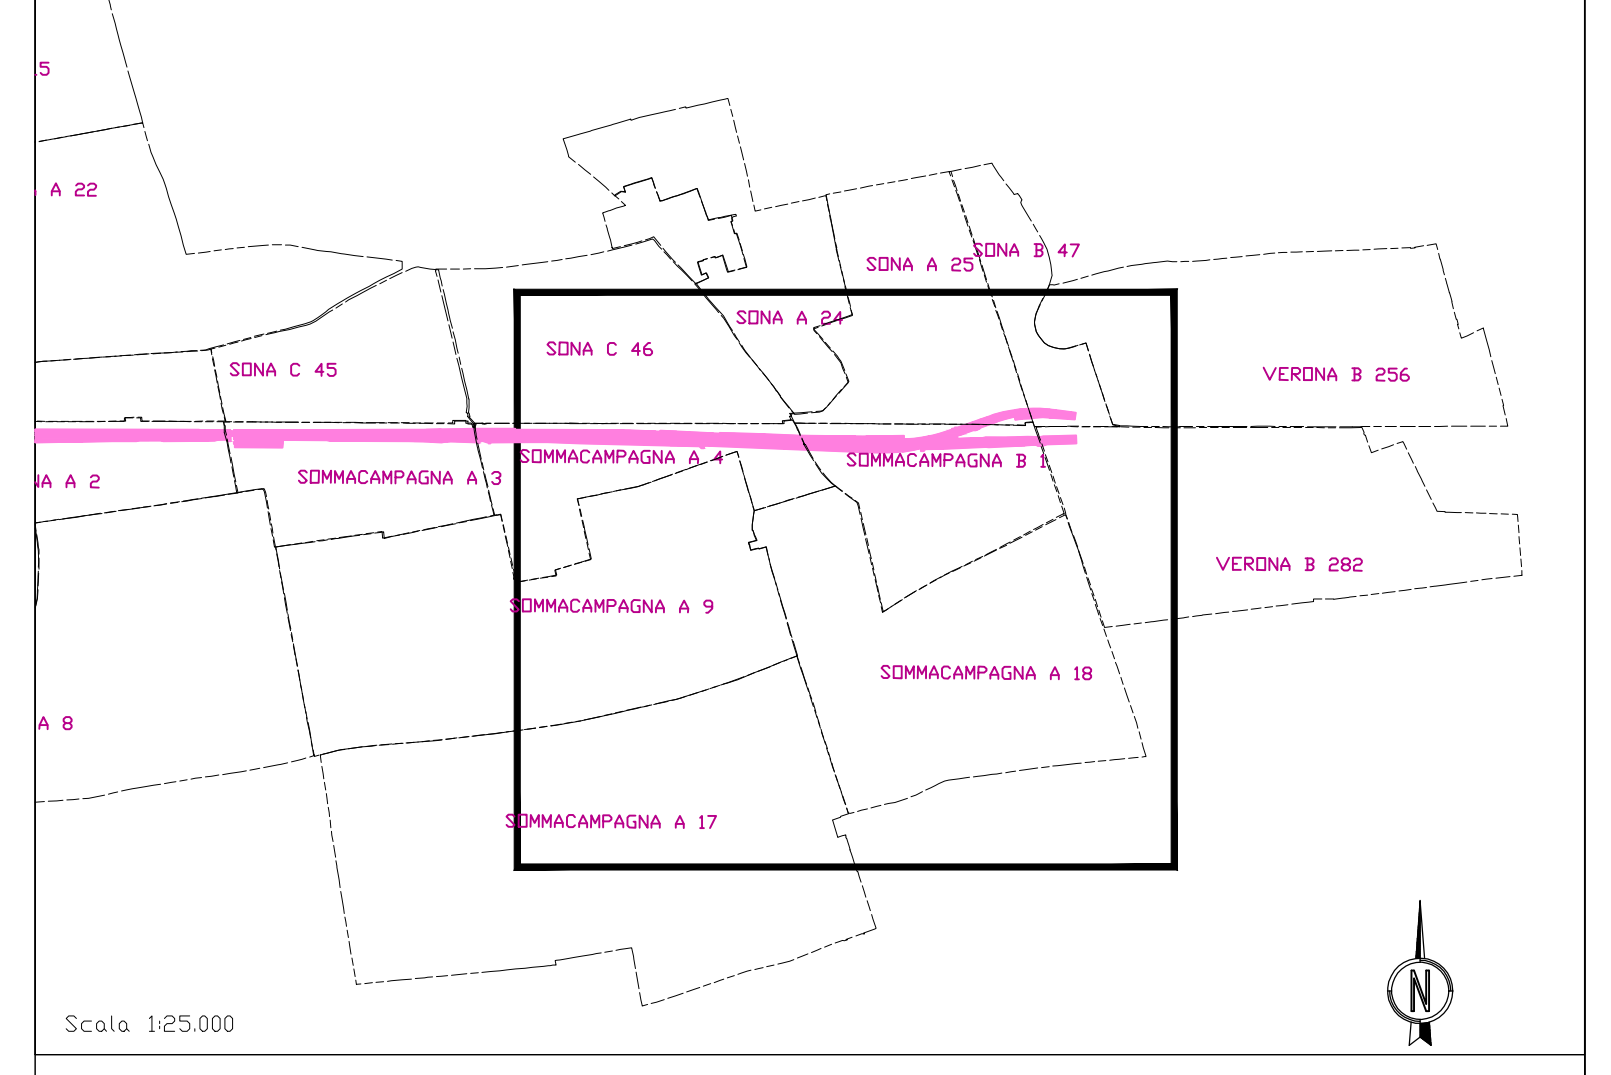 .5
A 22
SONA B 47
SONA A 25
SONA A 24
SONA C 46
SONA C 45
VERONA B 256
SOMMACAMPAGNA A 4
SOMMACAMPAGNA B 1
SOMMACAMPAGNA A 3
NA A 2
VERONA B 282
SOMMACAMPAGNA A 9
SOMMACAMPAGNA A 18
A 8
SOMMACAMPAGNA A 17
N
Scala 1:25.000